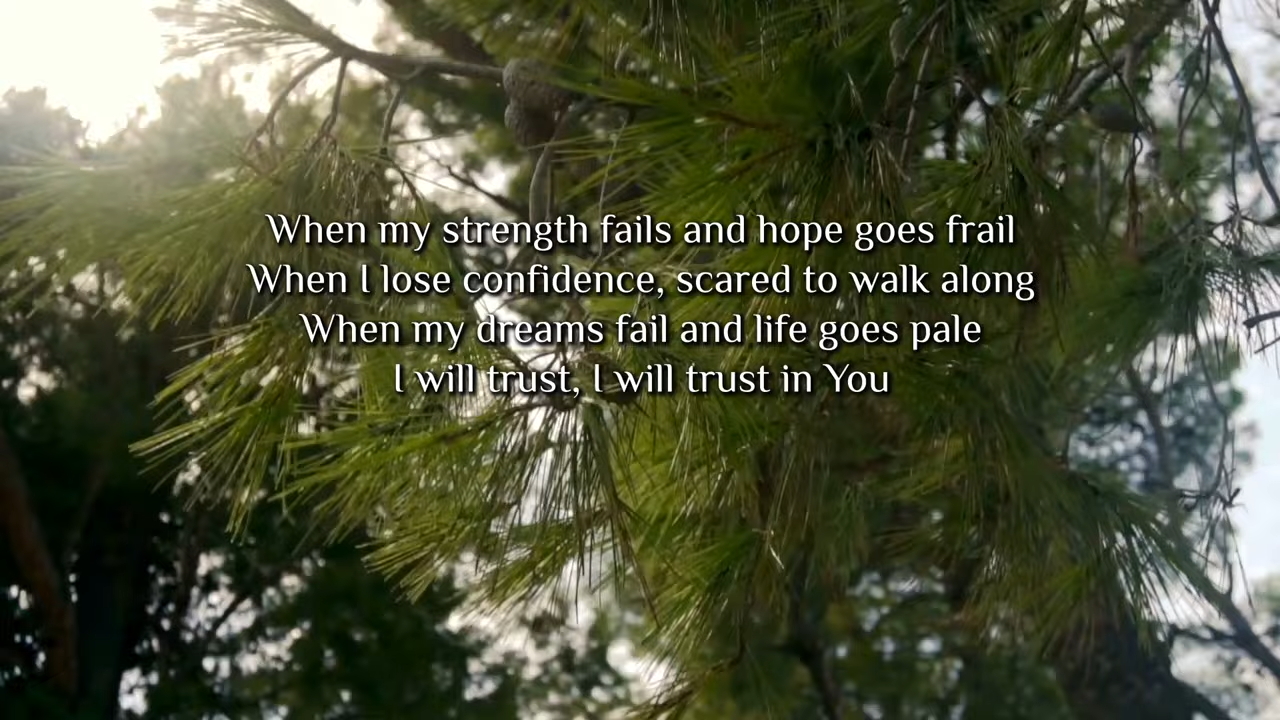 When my strength fails and hope goes frail
When I lose confidence, scared to walk along
When my dreams fail and life goes pale
I will trust, I will trust in You